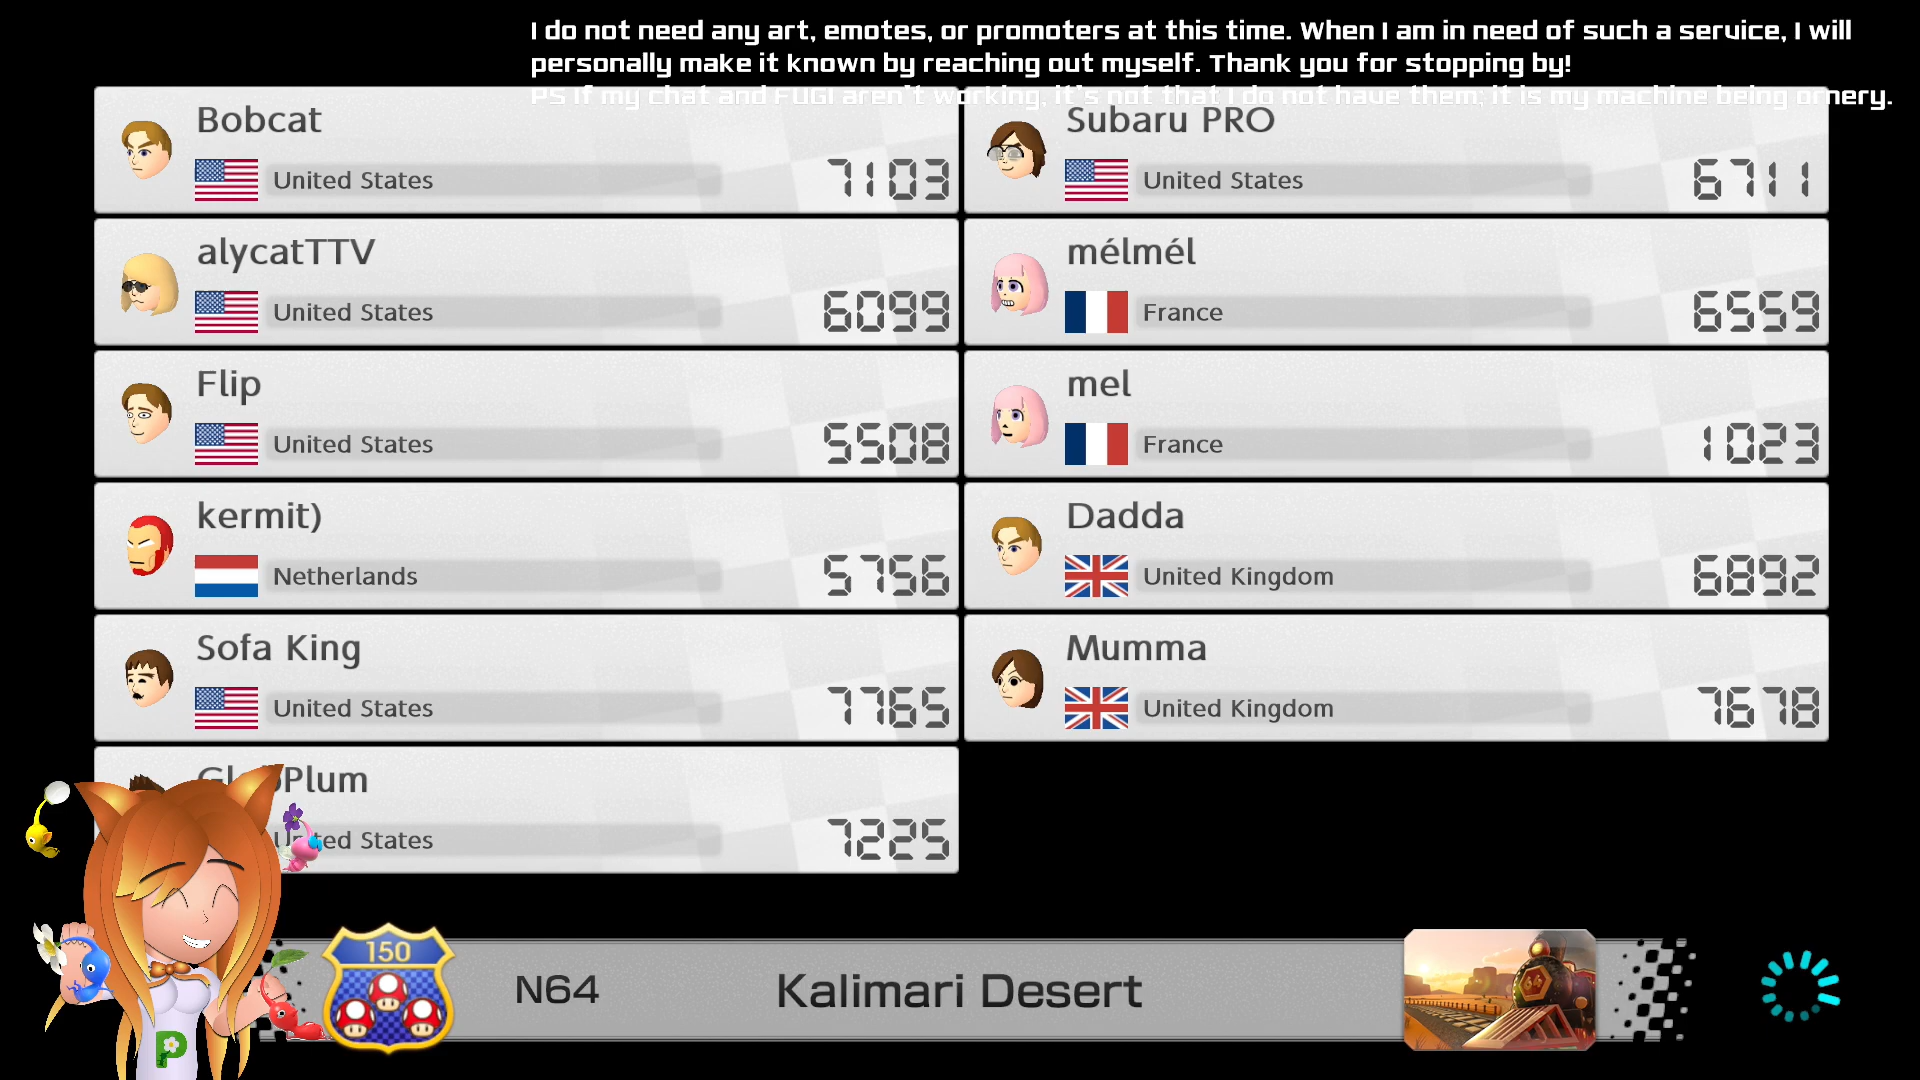 I do not need any art, emotes, or promoters at this time. When I am in need of such a service, I will
personally make it known by reaching out myself. Thank you for stopping by!
PS If my chat and FUGI aren't working, it's not that I do not have them; it is my machine being ornery.
Bobcat
United States
7103
Subaru PRO
United States
6711
alycatTTV
United States
6099
mélmél
France
6559
Flip
United States
5508
mel
France
1023
kermit)
Netherlands
5756
Dadda
United Kingdom
6892
Sofa King
United States
7765
Mumma
United Kingdom
7678
Plum
United States
7225
150
N64
Kalimari Desert
64
P